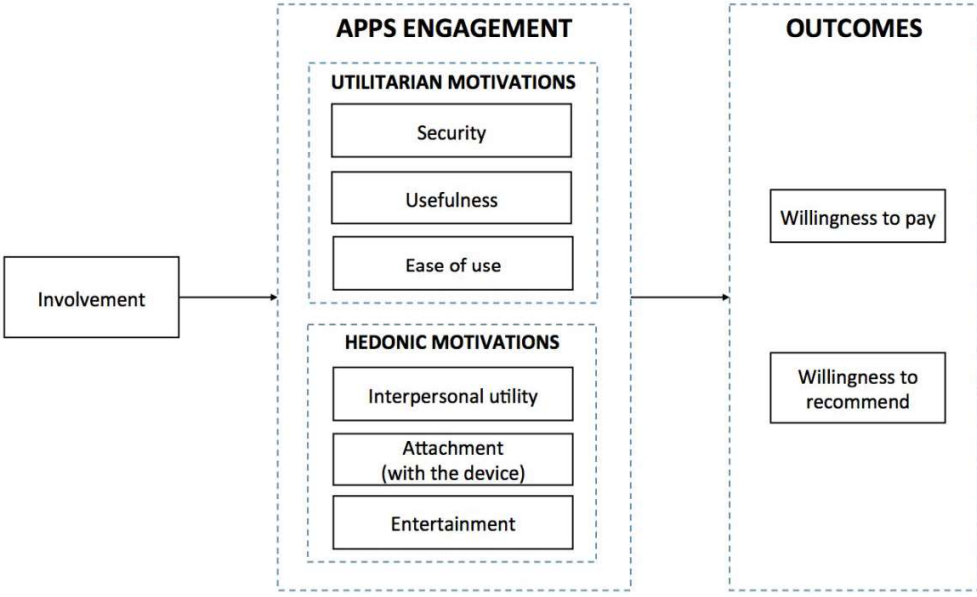 APPS ENGAGEMENT
OUTCOMES
UTILITARIAN MOTIVATIONS
Security
Usefulness
Ease of use
Involvement
HEDONIC MOTIVATIONS
Interpersonal utility
Attachment
(with the device)
Entertainment
Willingness to pay
Willingness to
recommend